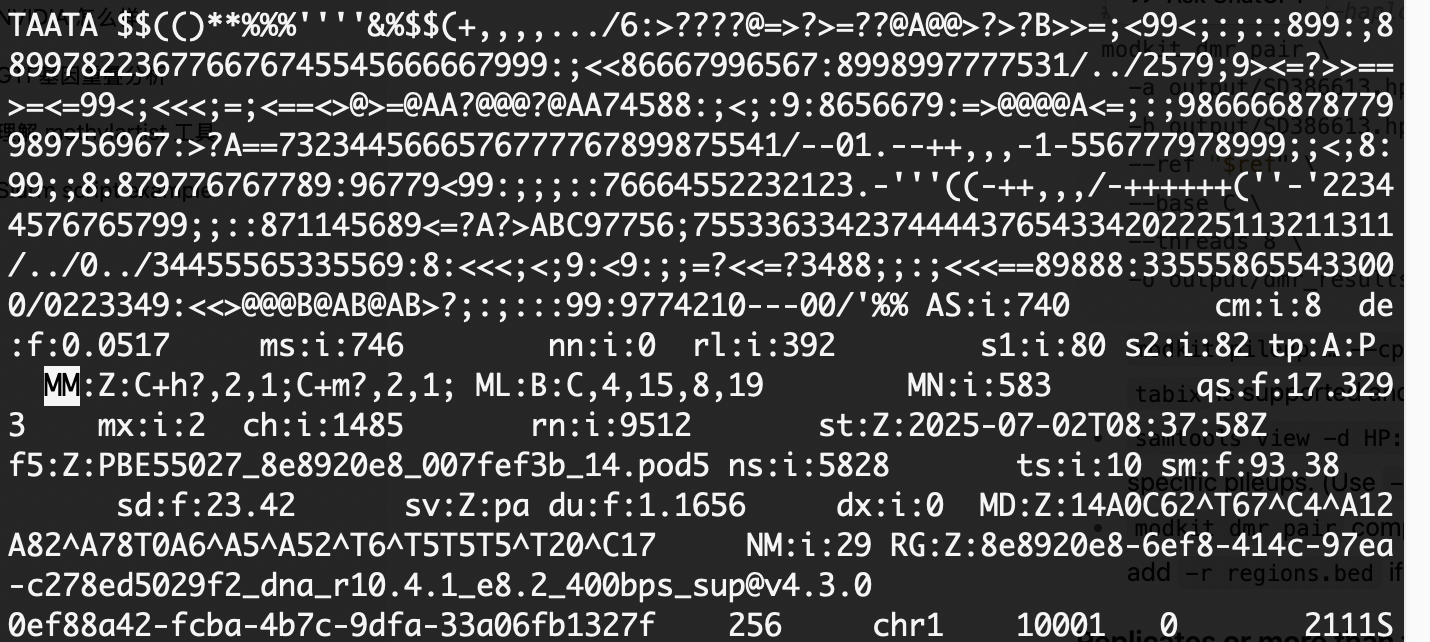 TAATA $$(()**%%%''''&%$$(+,,,,.../6:>????@=>?>=??@A@@>?>?B>>=;<99<;:;::899:;8
89978223677667676745545666667999:;<<86667996567:8998997777531/../2579;9><=?>>==
>=<=99<;<<<;=;<==<>@>=@AA?@@@?@AA74588:;<;:9:8656679:=>@@@@A<=;:;986666878779
989756967:>?A==7323445666576777767899875541/--01.--++,,,-1-556777978999;;<;8:
99::8:879776767789:96779<99:;;;::76664552232123.-'''((-++,,,/-++++++(''-'2234
4576765799;;::871145689<=?A?>ABC97756;755336334237444437654334202225113211311
/../0../34455565335569:8:<<<;<;9:<9:;;=?<<=?3488;;:;<<<==89888:33555865543300
0/0223349:<<>@@@B@AB@AB>?;:;::99:9774210---00/'%% AS:i:740 cm:i:8 de
:f:0.0517 ms:i:746 nn:i:0 rl:i:392 s1:i:80 s2:i:82 tp:A:P
MM:Z:C+h?,2,1;C+m?,2,1; ML:B:C,4,15,8,19 MN:i:583 qs:f:17.329
3 mx:i:2 ch:i:1485 rn:i:9512 st:Z:2025-07-02T08:37:58Z
f5:Z:PBE55027_8e8920e8_007fef3b_14.pod5 ns:i:5828 ts:i:10 sm:f:93.38
sd:f:23.42 sv:Z:pa du:f:1.1656 dx:i:0 MD:Z:14A0C62^T67^C4^A12
A82^A78T0A6^A5^A52^T6^T5T5T5^T20^C17 NM:i:29 RG:Z:8e8920e8-6ef8-414c-97ea
-c278ed5029f2_dna_r10.4.1_e8.2_400bps_sup@v4.3.0
0ef88a42-fcba-4b7c-9dfa-33a06fb1327f 256 chr1 10001 0 2111S